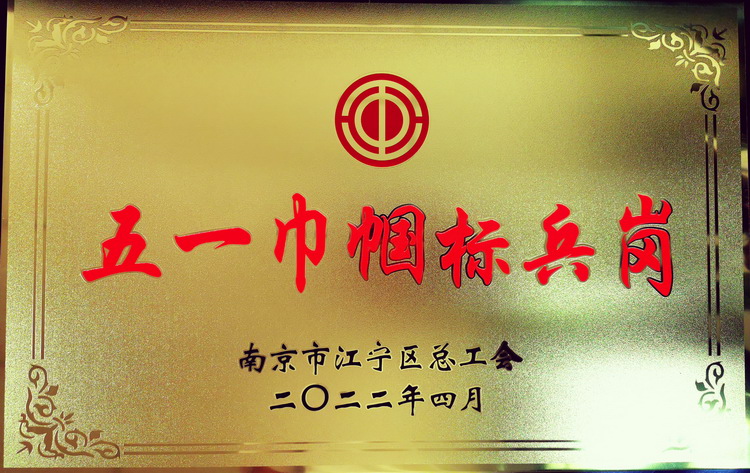 五一巾帼标兵岗
南京市江宁区总工会
二〇二二年四月